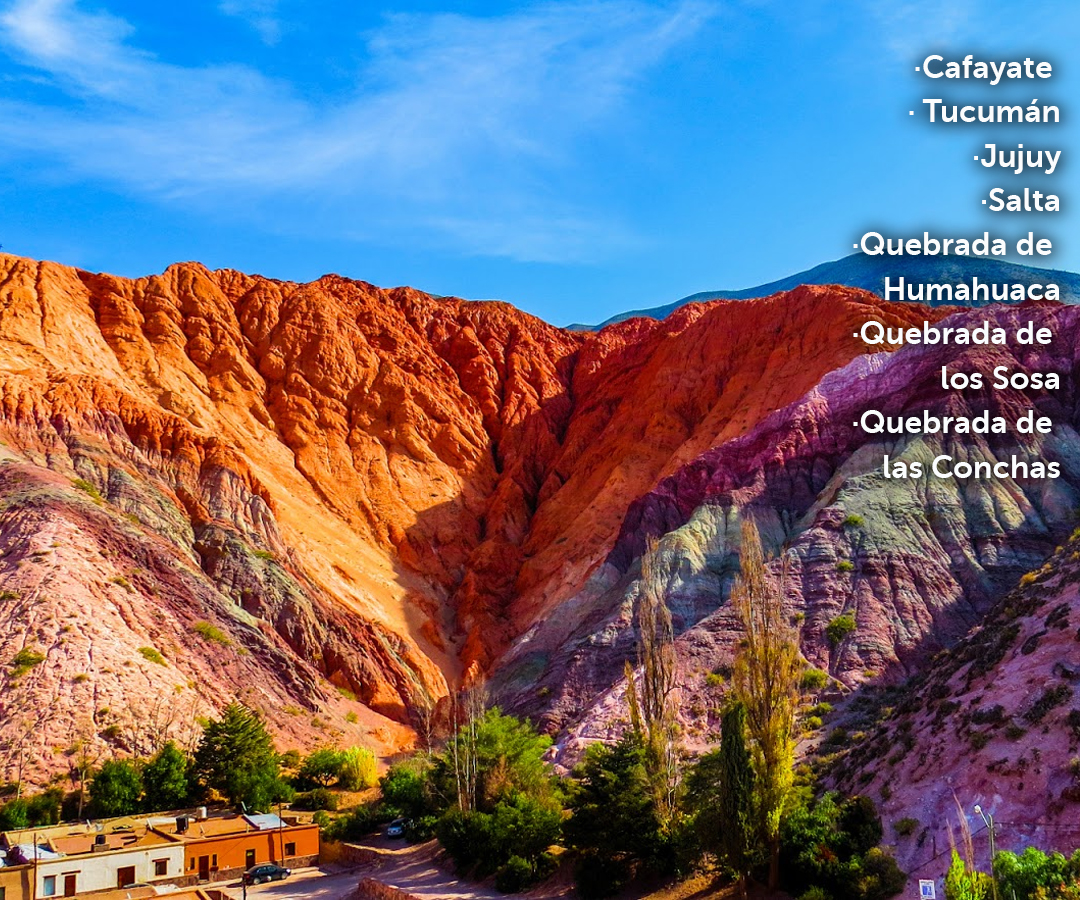 ·Cafayate
· Tucumán
·Jujuy
·Salta
·Quebrada de
Humahuaca
·Quebrada de
los Sosa
·Quebrada de
las Conchas